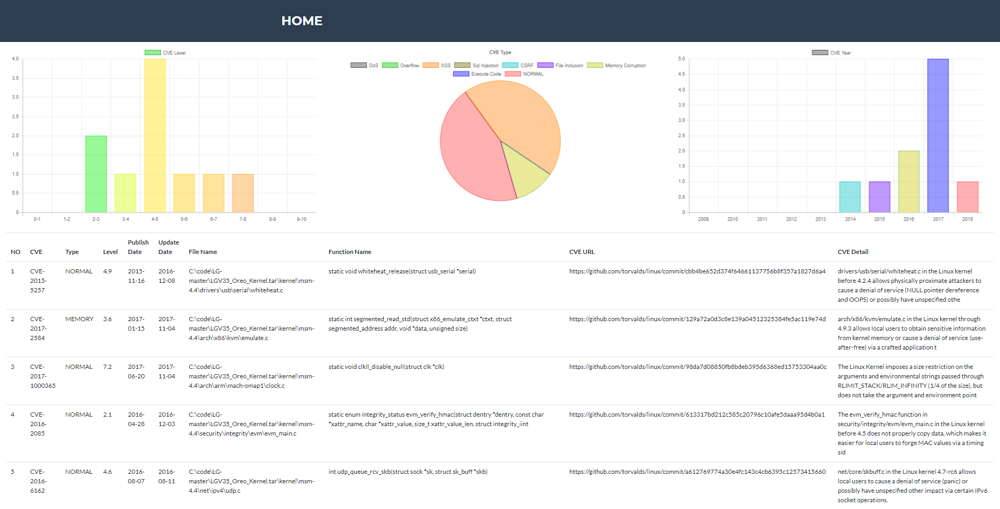 HOME
CVE Level
4.0
3.5
3.0
2.5
2.0
1.5
1.0
0.5
0
0-1 1-2 2-3 3-4 4-5 5-6 6-7 7-8 8-9 9-10
CVE Type
DoS Overflow XSS Sql Injection CSRF File Inclusion Memory Corruption
Execute Code NORMAL
CVE Year
5.0
4.5
4.0
3.5
3.0
2.5
2.0
1.5
1.0
0.5
0
2009 2010 2011 2012 2013 2014 2015 2016 2017 2018
NO
CVE
Type
Level
Publish
Date
Update
Date
File Name
Function Name
CVE URL
CVE Detail
1
CVE-
2015-
5257
NORMAL
4.9
2015-
11-16
2016-
12-08
C:\code\LG-
master\LGV35_Oreo_Kernel.tar\kernel\msm-
4.4\drivers\usb\serial\whiteheat.c
static void whiteheat_release(struct usb_serial *serial)
https://github.com/torvalds/linux/commit/cbb4be652d374f64661137756b8f357a1827d6a4
drivers/usb/serial/whiteheat.c in the Linux kernel
before 4.2.4 allows physically proximate attackers to
cause a denial of service (NULL pointer dereference
and OOPS) or possibly have unspecified othe
2
CVE-
2017-
2584
MEMORY
3.6
2017-
01-15
2017-
11-04
C:\code\LG-
master\LGV35_Oreo_Kernel.tar\kernel\msm-
4.4\arch\x86\kvm\emulate.c
static int segmented_read_std(struct x86_emulate_ctxt *ctxt, struct
segmented_address addr, void *data, unsigned size)
https://github.com/torvalds/linux/commit/129a72a0d3c8e139a04512325384fe5ac119e74d
arch/x86/kvm/emulate.c in the Linux kernel through
4.9.3 allows local users to obtain sensitive information
from kernel memory or cause a denial of service (use-
after-free) via a crafted application t
3
CVE-
2017-
1000365
NORMAL
7.2
2017-
06-20
2017-
11-04
C:\code\LG-
master\LGV35_Oreo_Kernel.tar\kernel\msm-
4.4\arch\arm\mach-omap1\clock.c
static void clkll_disable_null(struct clk *clk)
https://github.com/torvalds/linux/commit/98da7d08850fb8bdeb395d6368ed15753304aa0c
The Linux Kernel imposes a size restriction on the
arguments and environmental strings passed through
RLIMIT_STACK/RLIM_INFINITY (1/4 of the size), but
does not take the argument and environment point
4
CVE-
2016-
2085
NORMAL
2.1
2016-
04-28
2016-
12-03
C:\code\LG-
master\LGV35_Oreo_Kernel.tar\kernel\msm-
4.4\security\integrity\evm\evm_main.c
static enum integrity_status evm_verify_hmac(struct dentry *dentry, const char
*xattr_name, char *xattr_value, size_t xattr_value_len, struct integrity_iint
https://github.com/torvalds/linux/commit/613317bd212c585c20796c10afe5daaa95d4b0a1
The evm_verify_hmac function in
security/integrity/evm/evm_main.c in the Linux kernel
before 4.5 does not properly copy data, which makes it
easier for local users to forge MAC values via a timing
sid
5
CVE-
2016-
6162
NORMAL
4.6
2016-
08-07
2016-
08-11
C:\code\LG-
master\LGV35_Oreo_Kernel.tar\kernel\msm-
4.4\net\ipv4\udp.c
int udp_queue_rcv_skb(struct sock *sk, struct sk_buff *skb)
https://github.com/torvalds/linux/commit/a612769774a30e4fc143c4cb6395c12573415660
net/core/skbuff.c in the Linux kernel 4.7-rc6 allows
local users to cause a denial of service (panic) or
possibly have unspecified other impact via certain IPv6
socket operations.